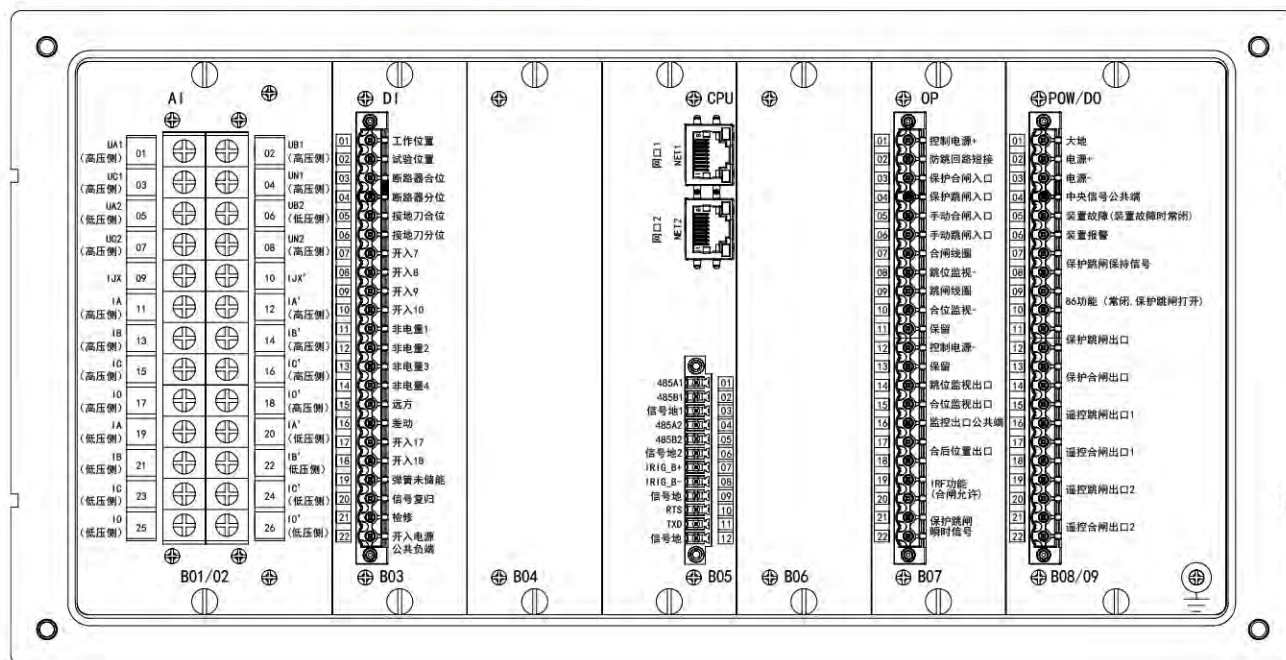 AI
UA1
(高压侧) 01
02 UB1
(高压侧)
UC1
(高压侧) 03
04 UN1
(高压侧)
UA2
(低压侧) 05
06 UB2
(低压侧)
07
08 UN2
(高压侧)
IJX 09
10 IJX'
IA
(高压侧) 11
12 IA'
(高压侧)
IB
(高压侧) 13
14 IB'
(高压侧)
IC
(高压侧) 15
16 IC'
(高压侧)
I0
(高压侧) 17
18 I0'
(高压侧)
IA
(低压侧) 19
20 IA'
(低压侧)
IB
(低压侧) 21
22 IB'
低压侧)
IC
(低压侧) 23
24 IC'
(低压侧)
I0
(低压侧) 25
26 I0'
(低压侧)
B01/02
DI
01 工作位置
02 试验位置
03 断路器合位
04 断路器分位
05 接地刀合位
06 接地刀分位
07 开入7
08 开入8
09 开入9
10 开入10
11 非电量1
12 非电量2
13 非电量3
14 非电量4
15 远方
16 差动
17 开入17
18 开入18
19 弹簧未储能
20 信号复归
21 检修
22 开入电源
公共负端
B03
B04
CPU
网口1 NET1
网口2 NET2
485A1 01
485B1 02
信号地1 03
485A2 04
485B2 05
信号地2 06
IRIG_B+ 07
IRIG_B- 08
信号地 09
RTS 10
TXD 11
信号地 12
B05
B06
OP
01 控制电源+
02 防跳回路短接
03 保护合闸入口
04 保护跳闸入口
05 手动合闸入口
06 手动跳闸入口
07 合闸线圈
08 跳位监视-
09 跳闸线圈
10 合位监视-
11 保留
12 控制电源-
13 保留
14 跳位监视出口
15 合位监视出口
16 监控出口公共端
17
18 合后位置出口
19 IRF功能
20 (合闸允许)
21 保护跳闸
22 瞬时信号
B07
POW/DO
01 大地
02 电源+
03 电源-
04 中央信号公共端
05 装置故障(装置故障时常闭)
06 装置报警
07
08 保护跳闸保持信号
09
10 86功能 (常闭,保护跳闸打开)
11
12 保护跳闸出口
13
14 保护合闸出口
15
16 遥控跳闸出口1
17
18 遥控合闸出口1
19
20 遥控跳闸出口2
21
22 遥控合闸出口2
B08/09